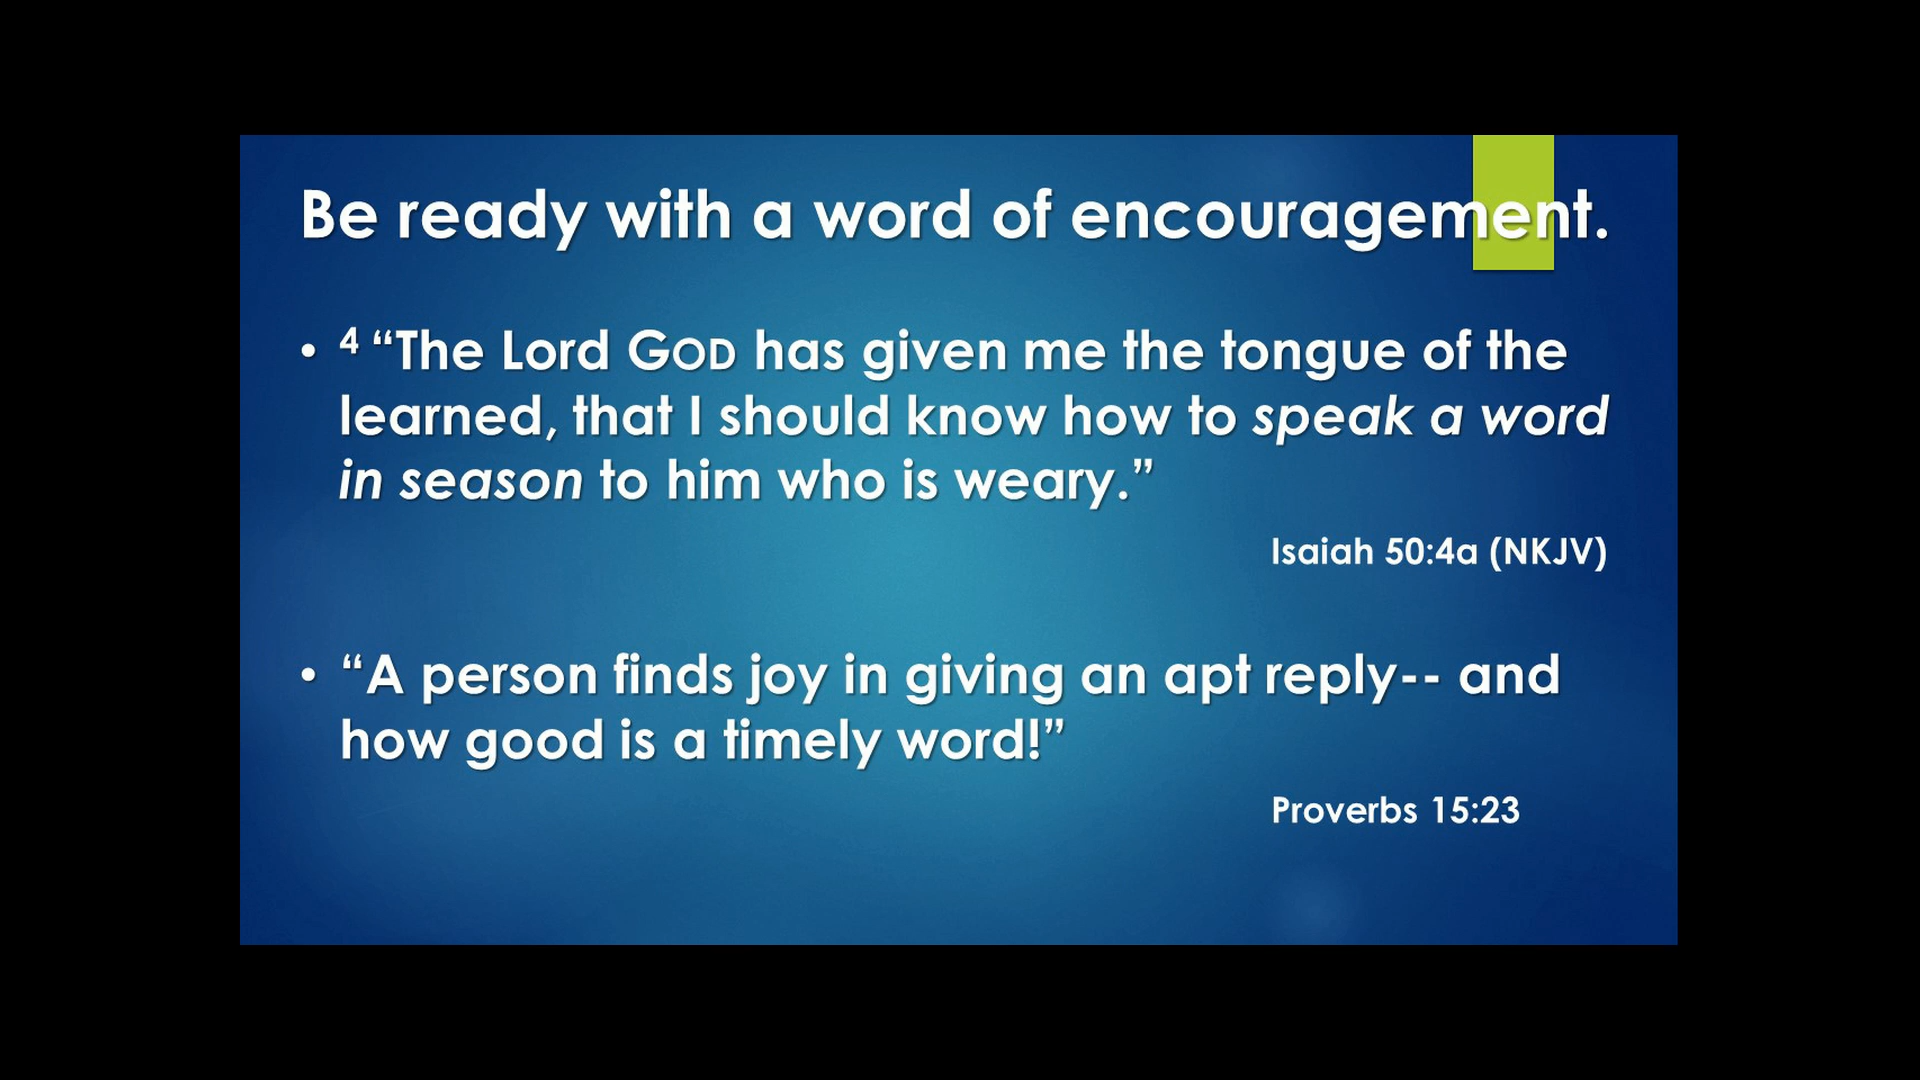 Be ready with a word of encouragement.
• 4 “The Lord GOD has given me the tongue of the
learned, that I should know how to speak a word
in season to him who is weary.”
Isaiah 50:4a (NKJV)
• “A person finds joy in giving an apt reply-- and
how good is a timely word!”
Proverbs 15:23